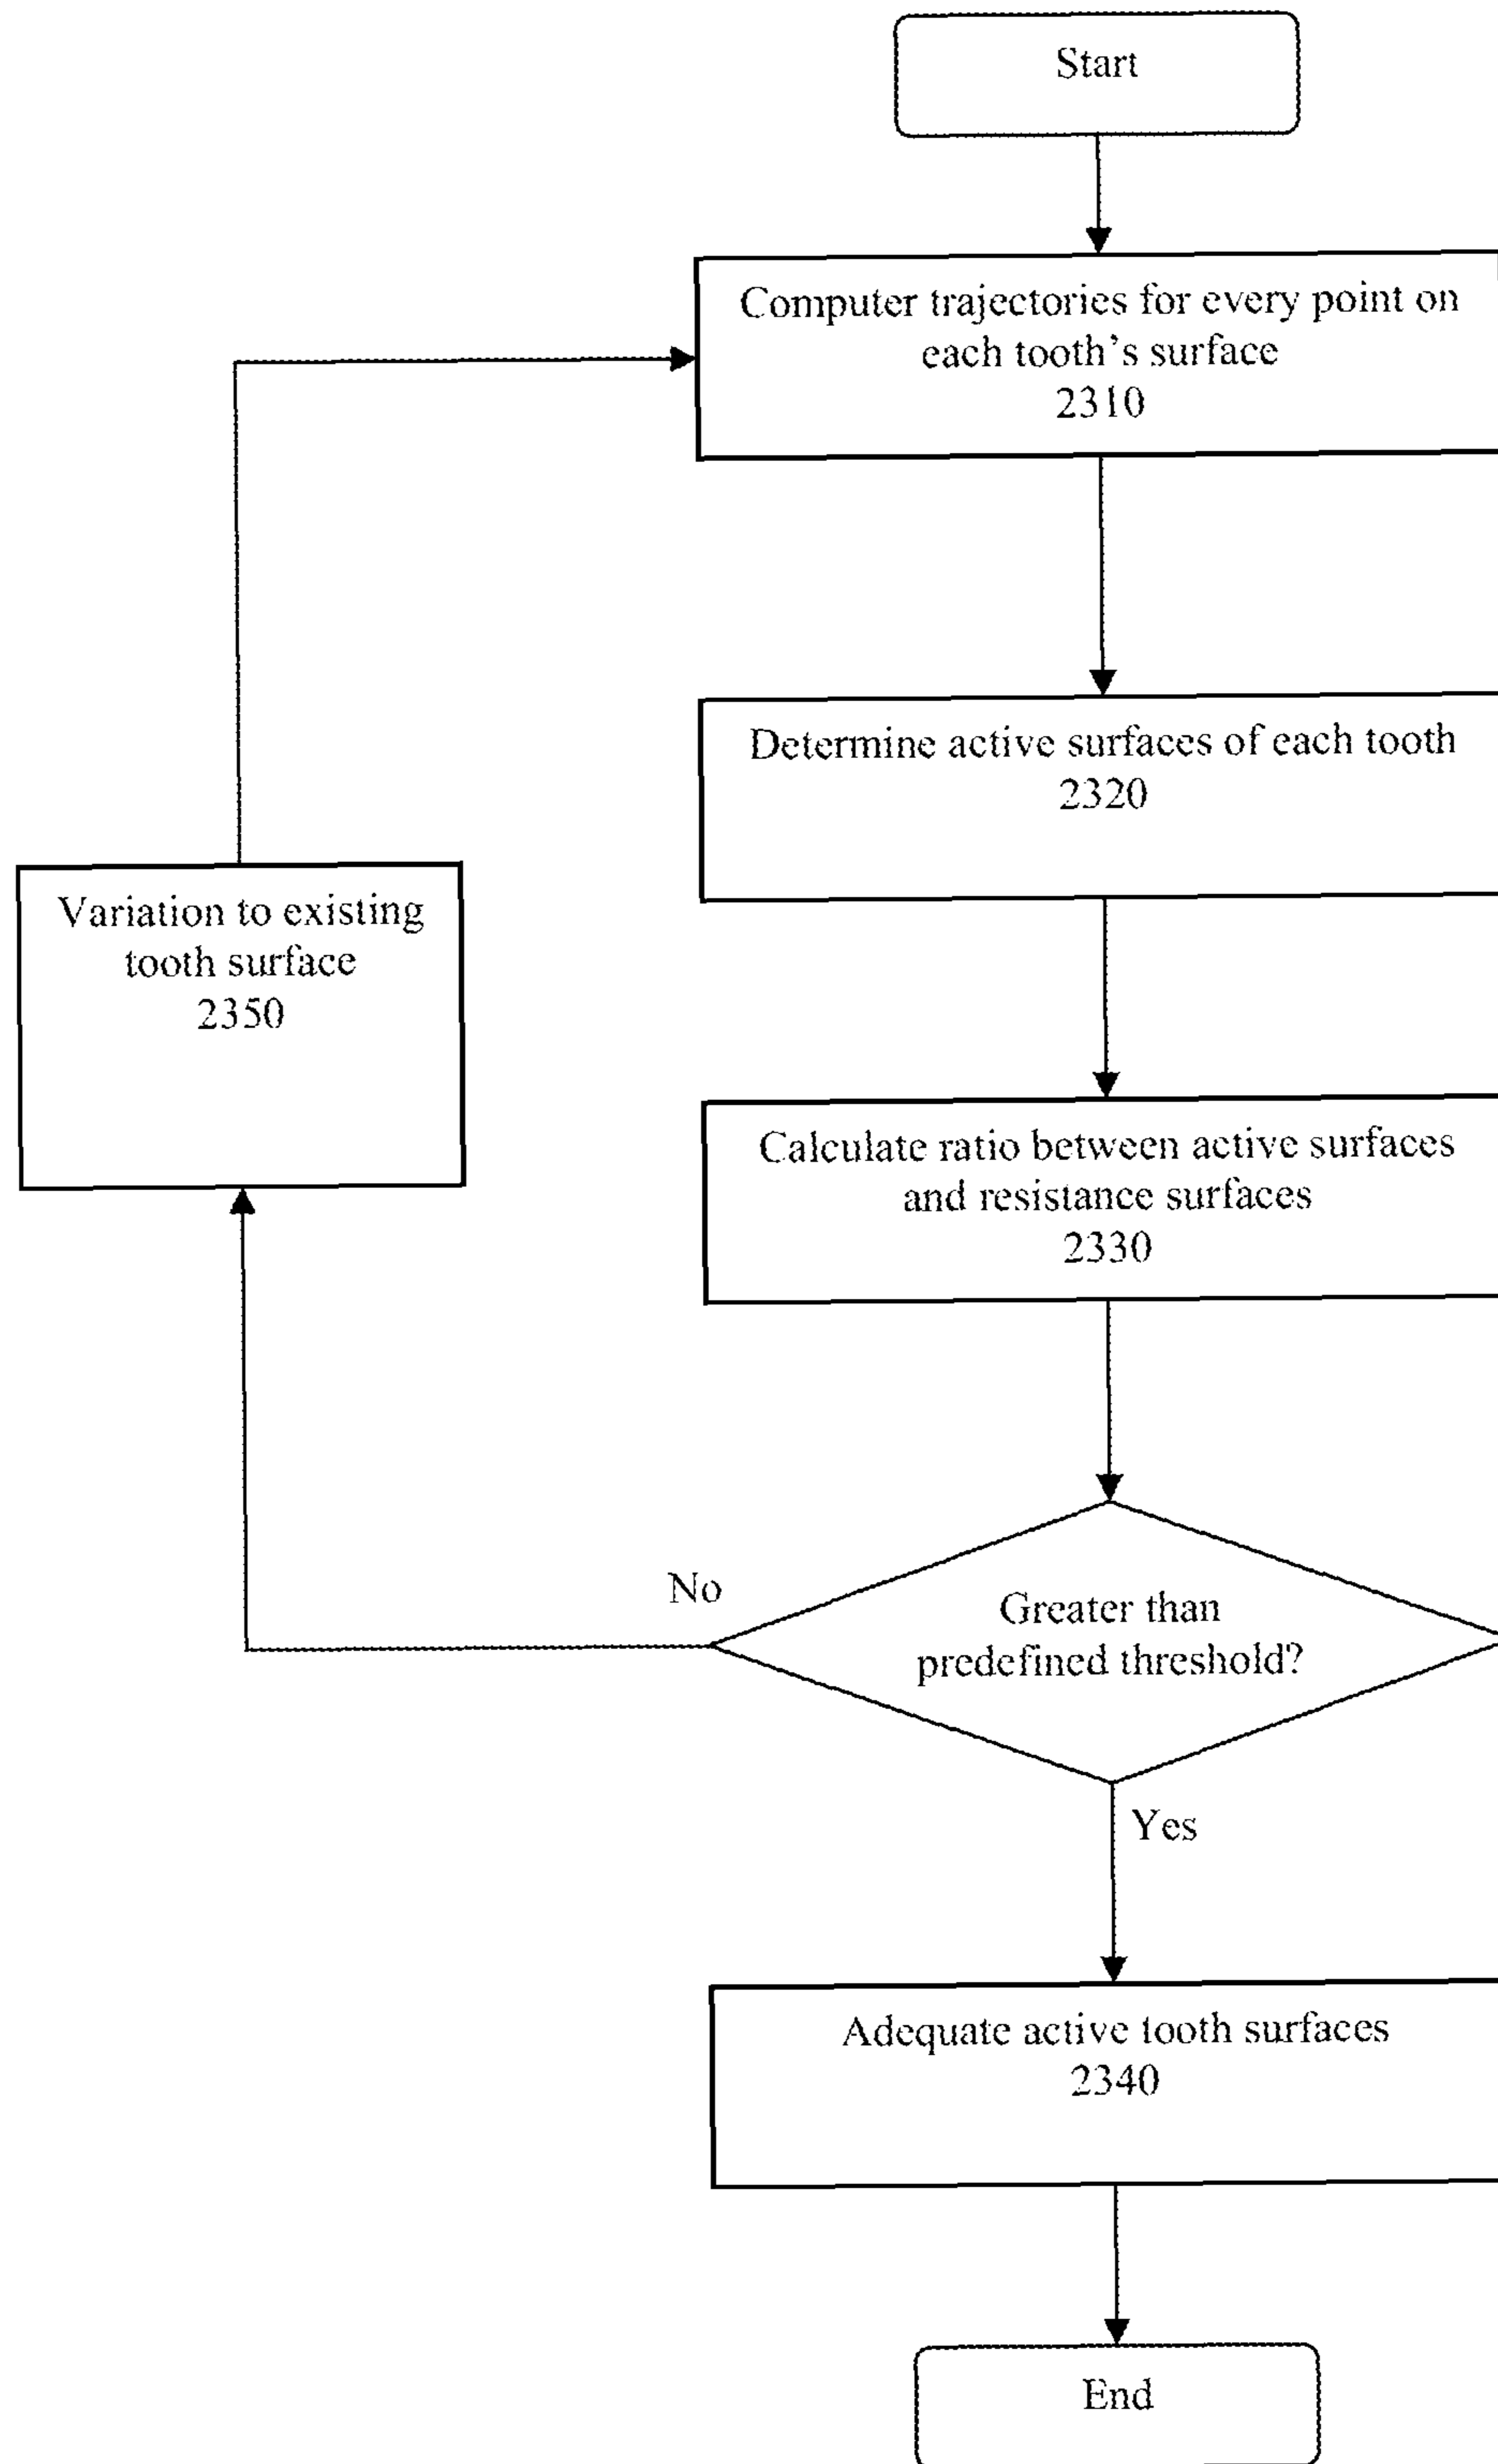 Start
Computer trajectories for every point on
each tooth's surface
2310
Determine active surfaces of each tooth
2320
Variation to existing
tooth surface
2350
Calculate ratio between active surfaces
and resistance surfaces
2330
No
Greater than
predefined threshold?
Yes
Adequate active tooth surfaces
2340
End